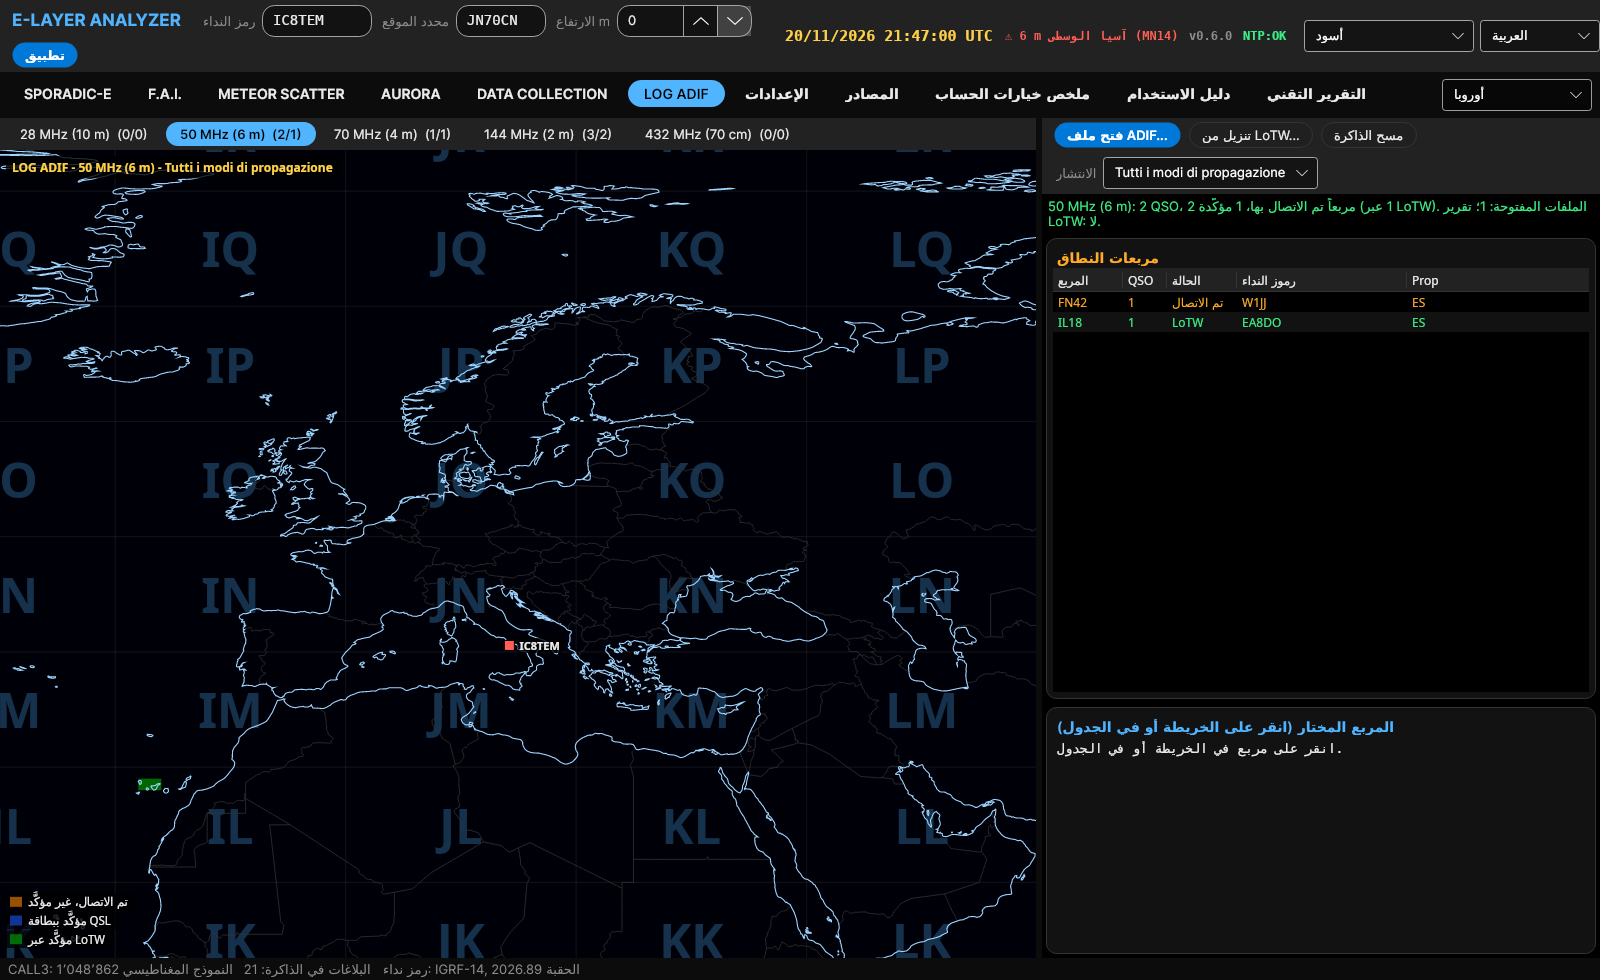 E-LAYER ANALYZER
رمز النداء IC8TEM محدد الموقع JN70CN الارتفاع m 0
20/11/2026 21:47:00 UTC ⚠ 6 m آسيا الوسطى (MN14) v0.6.0 NTP:OK
أسود
العربية
تطبيق
SPORADIC-E F.A.I. METEOR SCATTER AURORA DATA COLLECTION LOG ADIF الإعدادات المصادر ملخص خيارات الحساب دليل الاستخدام التقرير التقني
أوروبا
28 MHz (10 m) (0/0) 50 MHz (6 m) (2/1) 70 MHz (4 m) (1/1) 144 MHz (2 m) (3/2) 432 MHz (70 cm) (0/0)
LOG ADIF - 50 MHz (6 m) - Tutti i modi di propagazione
Q IQ JQ KQ LQ
P IP JP KP LP
O IO JO KO LO
N IN JN KN LN
IC8TEM
M IM JM KM LM
IL IL JL KL LL
IK JK KK LK
تم الاتصال، غير مؤكَّد
مؤكَّد ببطاقة QSL
مؤكَّد عبر LoTW
فتح ملف ADIF...
تنزيل من LoTW...
مسح الذاكرة
الانتشار Tutti i modi di propagazione
50 MHz (6 m): 2 QSO، 2 مربعاً تم الاتصال بها، 1 مؤكّدة (1 عبر LoTW). الملفات المفتوحة: 1؛ تقرير
LoTW: لا.
مربعات النطاق
المربع QSO الحالة رموز النداء Prop
FN42 1 تم الاتصال W1JJ ES
IL18 1 LoTW EA8DO ES
المربع المختار (انقر على الخريطة أو في الجدول)
انقر على مربع في الخريطة أو في الجدول.
CALL3: 1’048’862 رمز نداء البلاغات في الذاكرة: 21 النموذج المغناطيسي: IGRF-14, الحقبة 2026.89